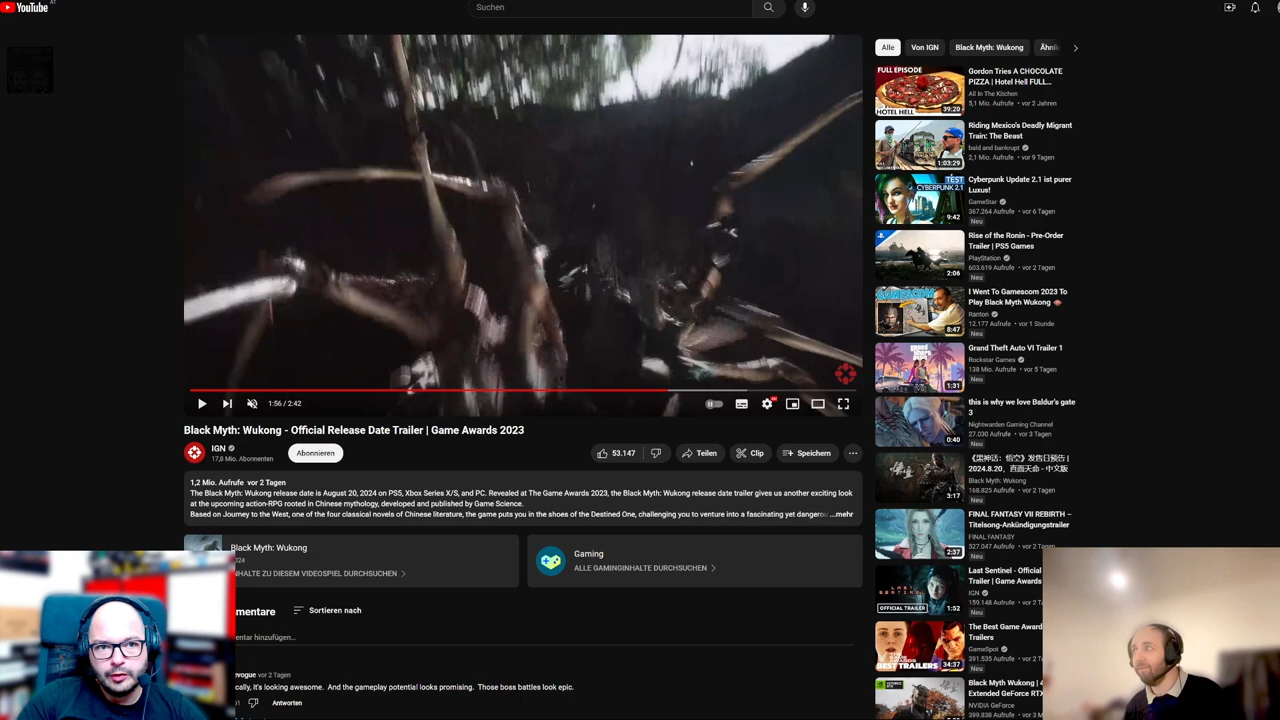 YouTube
AT
Suchen
1:56 / 2:42
Black Myth: Wukong - Official Release Date Trailer | Game Awards 2023
IGN
17,8 Mio. Abonnenten
Abonnieren
53.147
Teilen
Clip
Speichern
1,2 Mio. Aufrufe vor 2 Tagen
The Black Myth: Wukong release date is August 20, 2024 on PS5, Xbox Series X/S, and PC. Revealed at The Game Awards 2023, the Black Myth: Wukong release date trailer gives us another exciting look
at the upcoming action-RPG rooted in Chinese mythology, developed and published by Game Science.
Based on Journey to the West, one of the four classical novels of Chinese literature, the game puts you in the shoes of the Destined One, challenging you to venture into a fascinating yet dangerou ...mehr
Black Myth: Wukong
024
NHALTE ZU DIESEM VIDEOSPIEL DURCHSUCHEN
Gaming
ALLE GAMINGINHALTE DURCHSUCHEN
mentare
Sortieren nach
entar hinzufügen...
evogue vor 2 Tagen
cally, it's looking awesome. And the gameplay potential looks promising. Those boss battles look epic.
Antworten
Alle
Von IGN
Black Myth: Wukong
Ähnli
FULL EPISODE
HOTEL HELL
39:20
Gordon Tries A CHOCOLATE
PIZZA | Hotel Hell FULL...
All In The Kitchen
5,1 Mio. Aufrufe • vor 2 Jahren
1:03:29
Riding Mexico's Deadly Migrant
Train: The Beast
bald and bankrupt
2,1 Mio. Aufrufe • vor 9 Tagen
TEST
CYBERPUNK 2.1
9:42
Cyberpunk Update 2.1 ist purer
Luxus!
GameStar
367.264 Aufrufe • vor 6 Tagen
Neu
2:06
Rise of the Ronin - Pre-Order
Trailer | PS5 Games
PlayStation
603.619 Aufrufe • vor 2 Tagen
Neu
GAMESCOM
8:47
I Went To Gamescom 2023 To
Play Black Myth Wukong
Ranton
12.177 Aufrufe • vor 1 Stunde
Neu
1:31
Grand Theft Auto VI Trailer 1
Rockstar Games
138 Mio. Aufrufe • vor 5 Tagen
Neu
0:40
this is why we love Baldur's gate
3
Nightwarden Gaming Channel
27.030 Aufrufe • vor 3 Tagen
Neu
3:17
《黑神话：悟空》发售日预告 |
2024.8.20，直面天命 - 中文版
Black Myth: Wukong
168.825 Aufrufe • vor 2 Tagen
Neu
2:37
FINAL FANTASY VII REBIRTH –
Titelsong-Ankündigungstrailer
FINAL FANTASY
527.047 Aufrufe • vor 2 Tagen
Neu
LAST SENTINEL
OFFICIAL TRAILER
1:52
Last Sentinel - Official
Trailer | Game Awards
IGN
159.148 Aufrufe • vor 2 T
Neu
BEST TRAILERS
34:37
The Best Game Award
Trailers
GameSpot
391.535 Aufrufe • vor 2 T
Neu
Black Myth Wukong | 4
Extended GeForce RTX
NVIDIA GeForce
399.838 Aufrufe • vor 3 M